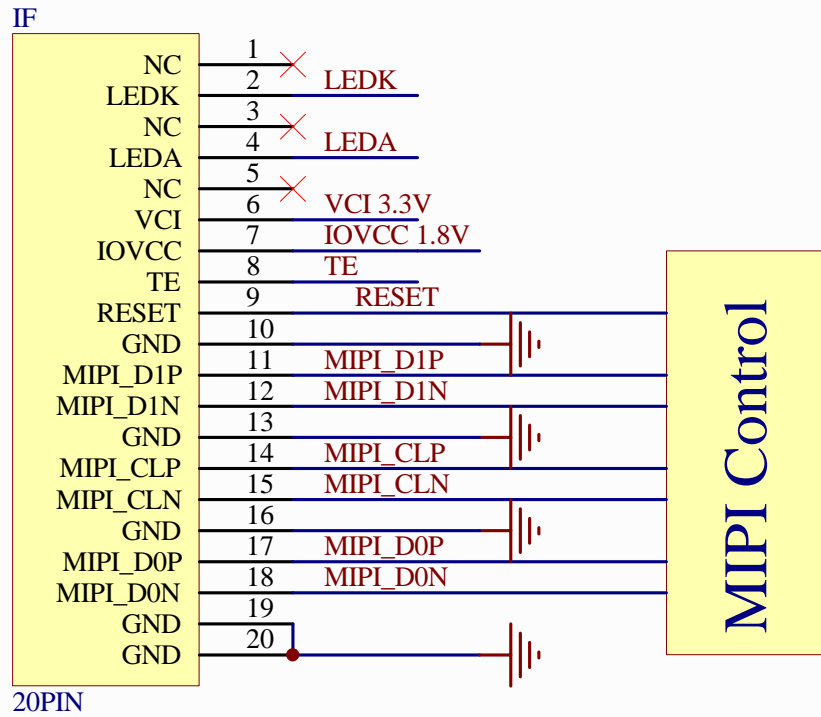 IF
NC 1
LEDK 2 LEDK
NC 3
LEDA 4 LEDA
NC 5
VCI 6 VCI 3.3V
IOVCC 7 IOVCC 1.8V
TE 8 TE
RESET 9 RESET
GND 10
MIPI_D1P 11 MIPI_D1P
MIPI_D1N 12 MIPI_D1N
GND 13
MIPI_CLP 14 MIPI_CLP
MIPI_CLN 15 MIPI_CLN
GND 16
MIPI_D0P 17 MIPI_D0P
MIPI_D0N 18 MIPI_D0N
GND 19
GND 20
20PIN
MIPI Control